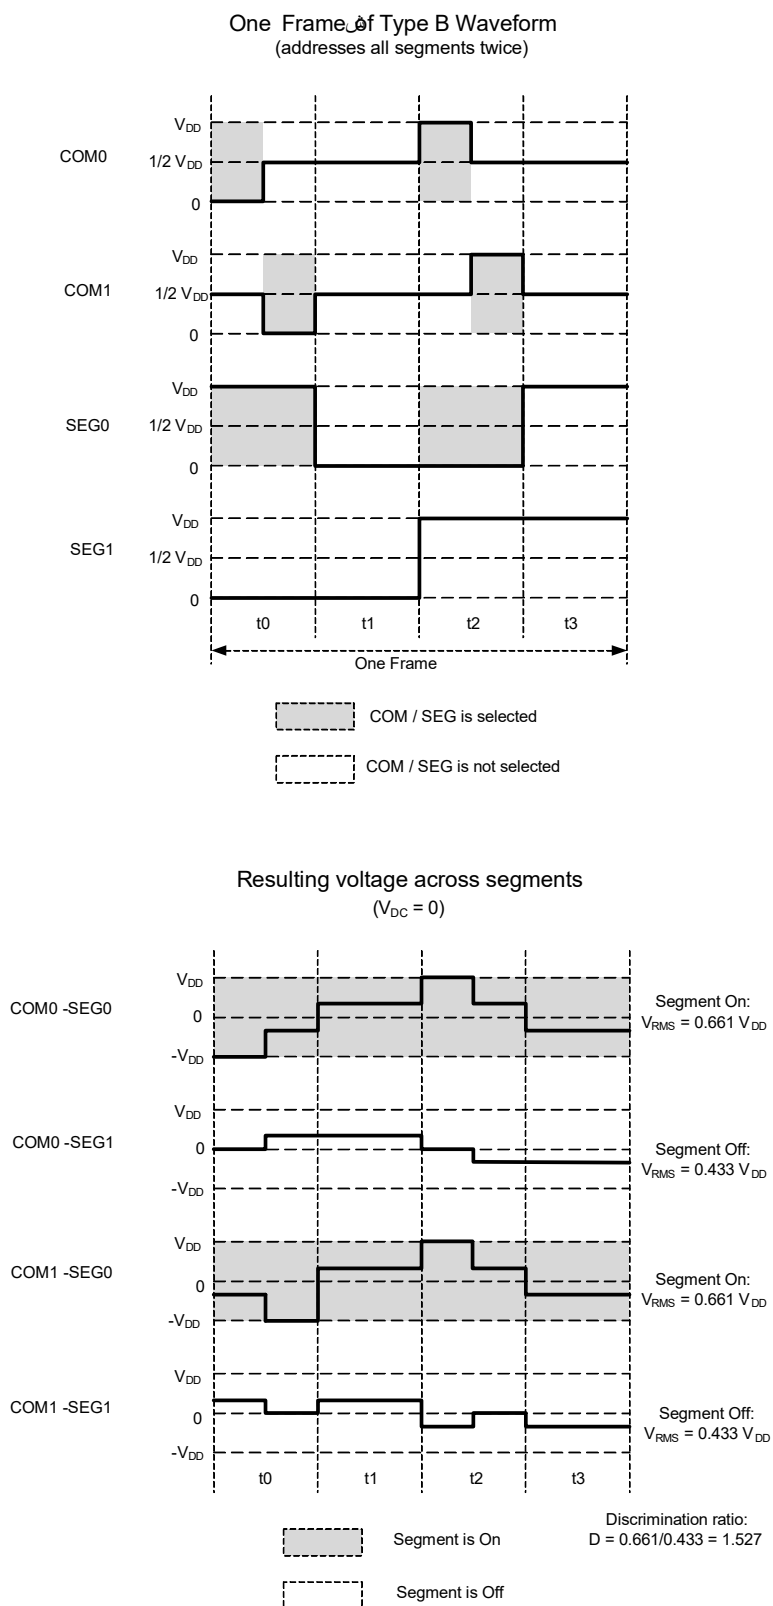 One Frame of Type B Waveform
(addresses all segments twice)
VDD
COM0
1/2 VDD
0
VDD
COM1
1/2 VDD
0
VDD
SEG0
1/2 VDD
0
VDD
SEG1
1/2 VDD
0
t0 t1 t2 t3
One Frame
COM / SEG is selected
COM / SEG is not selected
Resulting voltage across segments
(VDC = 0)
VDD
COM0 -SEG0
0
-VDD
Segment On:
VRMS = 0.661 VDD
VDD
COM0 -SEG1
0
-VDD
Segment Off:
VRMS = 0.433 VDD
VDD
COM1 -SEG0
0
-VDD
Segment On:
VRMS = 0.661 VDD
VDD
COM1 -SEG1
0
-VDD
Segment Off:
VRMS = 0.433 VDD
t0 t1 t2 t3
Segment is On
Discrimination ratio:
D = 0.661/0.433 = 1.527
Segment is Off